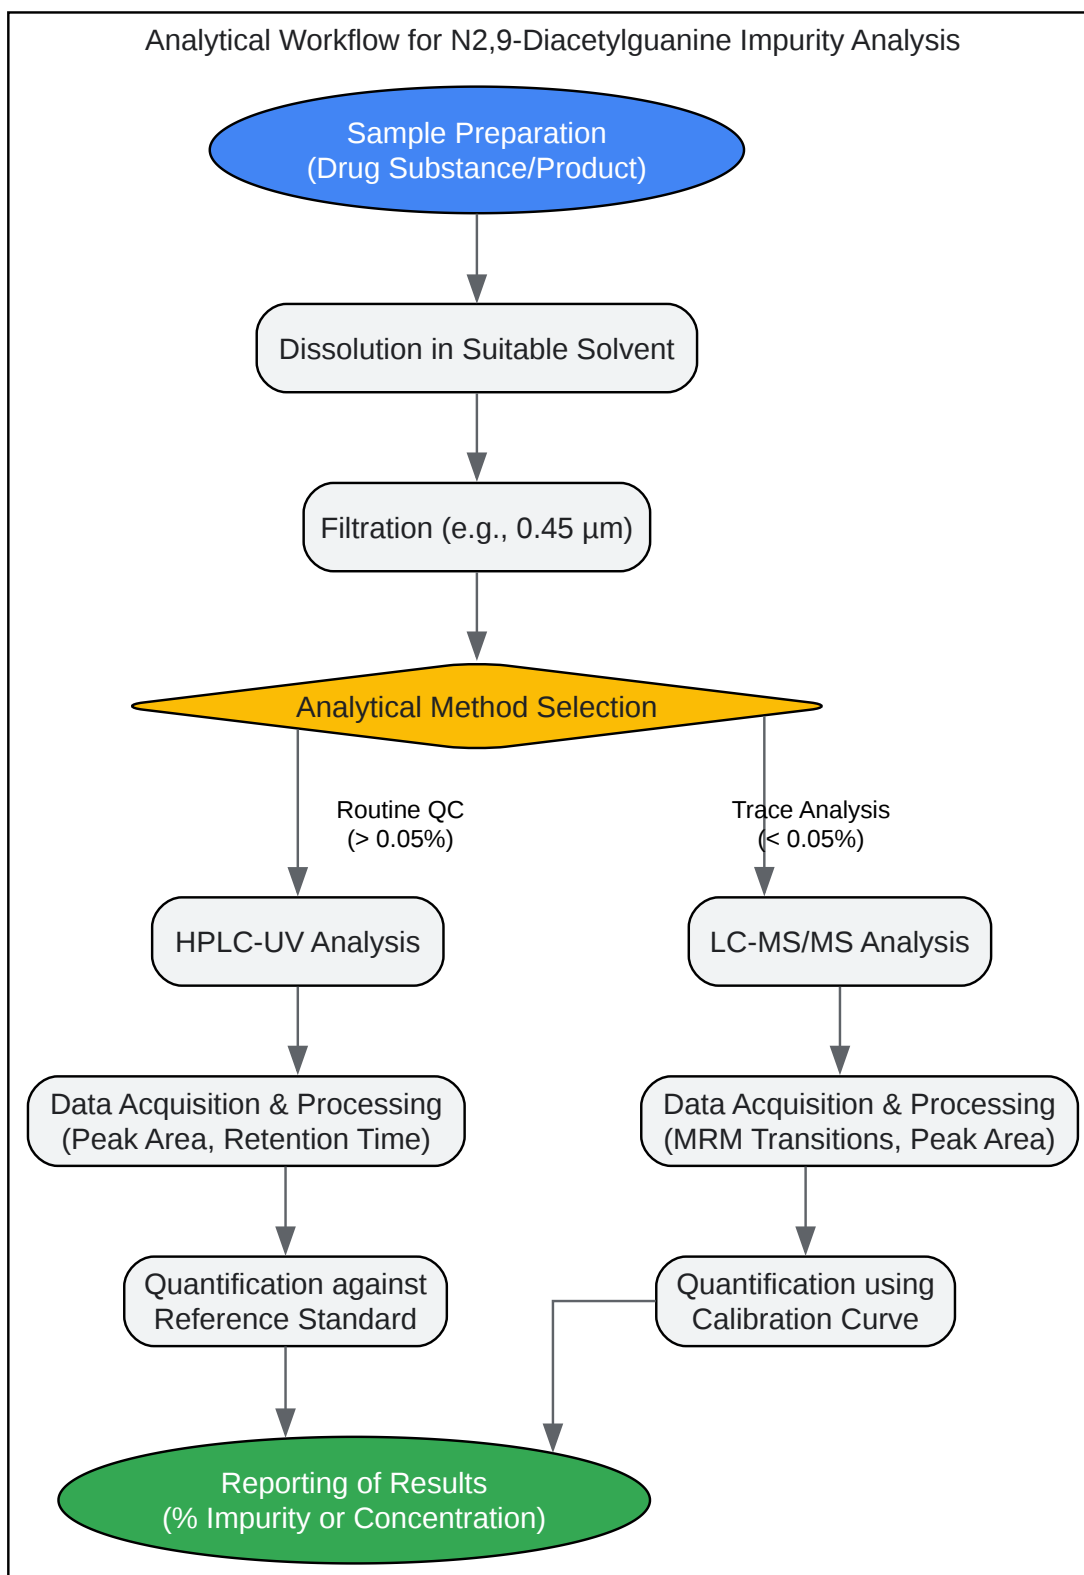 Analytical Workflow for N2,9-Diacetylguanine Impurity Analysis
Sample Preparation
(Drug Substance/Product)
Dissolution in Suitable Solvent
Filtration (e.g., 0.45 µm)
Analytical Method Selection
Routine QC
(> 0.05%)
Trace Analysis
(< 0.05%)
HPLC-UV Analysis
LC-MS/MS Analysis
Data Acquisition & Processing
(Peak Area, Retention Time)
Data Acquisition & Processing
(MRM Transitions, Peak Area)
Quantification against
Reference Standard
Quantification using
Calibration Curve
Reporting of Results
(% Impurity or Concentration)